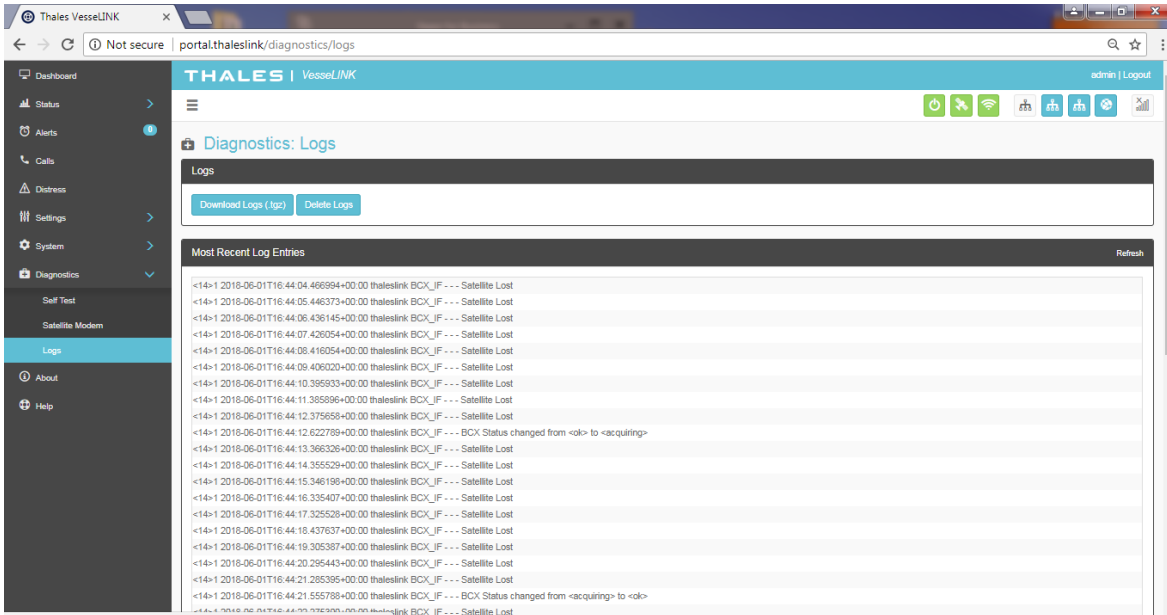 Thales VesseLINK
Not secure | portal.thaleslink/diagnostics/logs
Dashboard
Status
Alerts 0
Calls
Distress
Settings
System
Diagnostics
Self Test
Satellite Modem
Logs
About
Help
THALES | VesseLINK
admin | Logout
Diagnostics: Logs
Logs
Download Logs (.tgz) Delete Logs
Most Recent Log Entries Refresh
<14>1 2018-06-01T16:44:04.466994+00:00 thaleslink BCX_IF - - - Satellite Lost
<14>1 2018-06-01T16:44:05.446373+00:00 thaleslink BCX_IF - - - Satellite Lost
<14>1 2018-06-01T16:44:06.436145+00:00 thaleslink BCX_IF - - - Satellite Lost
<14>1 2018-06-01T16:44:07.426054+00:00 thaleslink BCX_IF - - - Satellite Lost
<14>1 2018-06-01T16:44:08.416054+00:00 thaleslink BCX_IF - - - Satellite Lost
<14>1 2018-06-01T16:44:09.406020+00:00 thaleslink BCX_IF - - - Satellite Lost
<14>1 2018-06-01T16:44:10.395933+00:00 thaleslink BCX_IF - - - Satellite Lost
<14>1 2018-06-01T16:44:11.385896+00:00 thaleslink BCX_IF - - - Satellite Lost
<14>1 2018-06-01T16:44:12.375658+00:00 thaleslink BCX_IF - - - Satellite Lost
<14>1 2018-06-01T16:44:12.622789+00:00 thaleslink BCX_IF - - - BCX Status changed from <ok> to <acquiring>
<14>1 2018-06-01T16:44:13.366326+00:00 thaleslink BCX_IF - - - Satellite Lost
<14>1 2018-06-01T16:44:14.355529+00:00 thaleslink BCX_IF - - - Satellite Lost
<14>1 2018-06-01T16:44:15.346198+00:00 thaleslink BCX_IF - - - Satellite Lost
<14>1 2018-06-01T16:44:16.335407+00:00 thaleslink BCX_IF - - - Satellite Lost
<14>1 2018-06-01T16:44:17.325528+00:00 thaleslink BCX_IF - - - Satellite Lost
<14>1 2018-06-01T16:44:18.437637+00:00 thaleslink BCX_IF - - - Satellite Lost
<14>1 2018-06-01T16:44:19.305387+00:00 thaleslink BCX_IF - - - Satellite Lost
<14>1 2018-06-01T16:44:20.295443+00:00 thaleslink BCX_IF - - - Satellite Lost
<14>1 2018-06-01T16:44:21.285395+00:00 thaleslink BCX_IF - - - Satellite Lost
<14>1 2018-06-01T16:44:21.555788+00:00 thaleslink BCX_IF - - - BCX Status changed from <acquiring> to <ok>
thaleslink BCX_IF - - - Satellite Lost